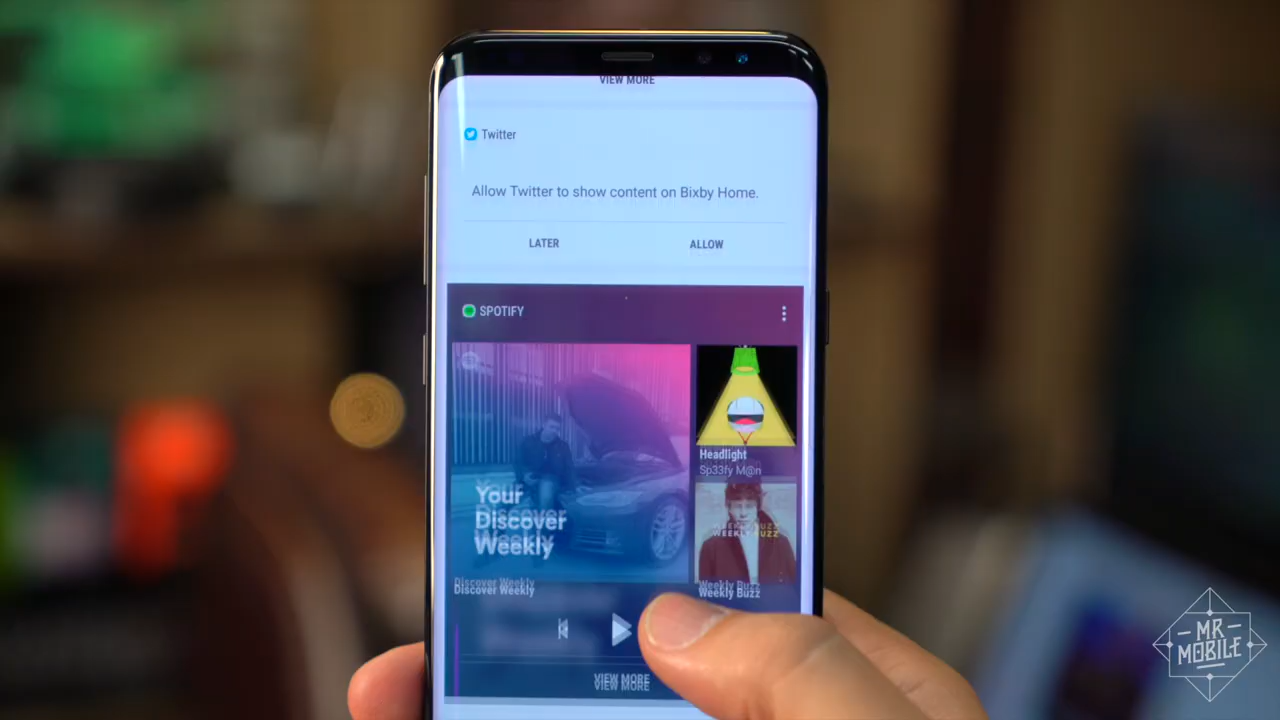 VIEW MORE
Twitter
Allow Twitter to show content on Bixby Home.
LATER
ALLOW
SPOTIFY
Your
Discover
Weekly
Discover Weekly
Headlight
Sp33fy M@n
WEEKLY BUZZ
Weekly Buzz
VIEW MORE
MR
MOBILE